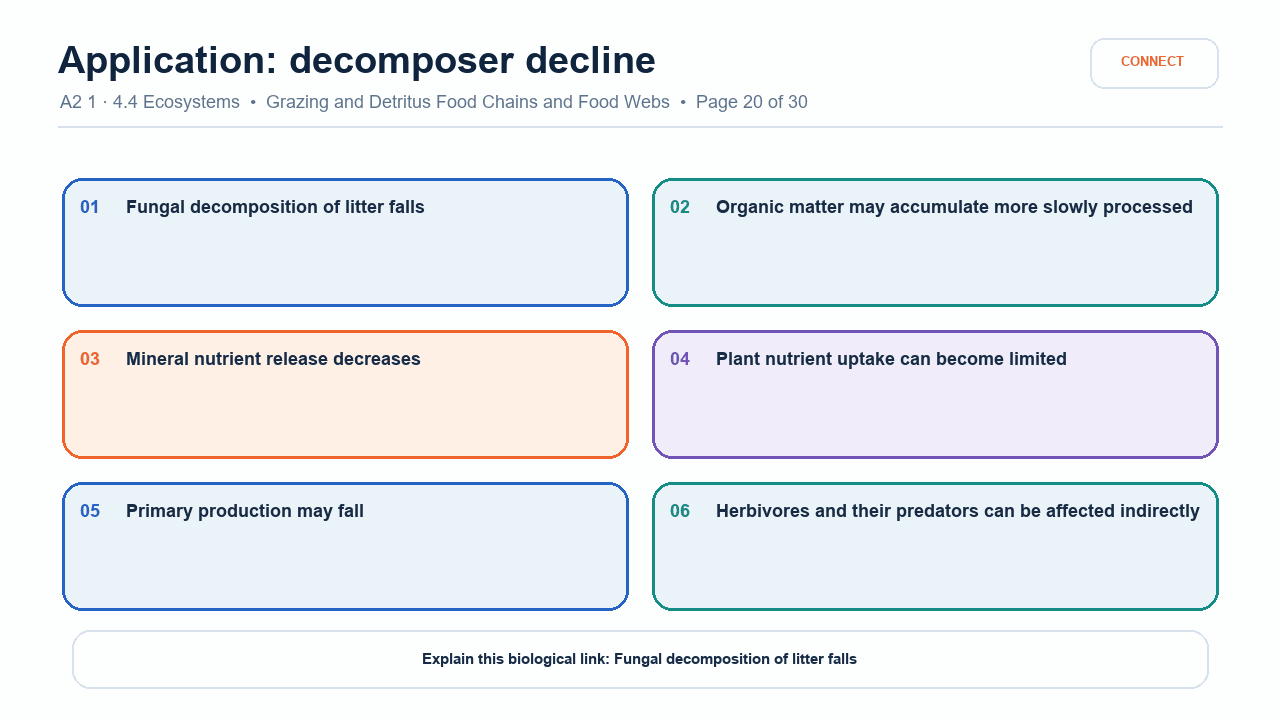 Application: decomposer decline
CONNECT
A2 1 · 4.4 Ecosystems • Grazing and Detritus Food Chains and Food Webs • Page 20 of 30
01 Fungal decomposition of litter falls
02 Organic matter may accumulate more slowly processed
03 Mineral nutrient release decreases
04 Plant nutrient uptake can become limited
05 Primary production may fall
06 Herbivores and their predators can be affected indirectly
Explain this biological link: Fungal decomposition of litter falls